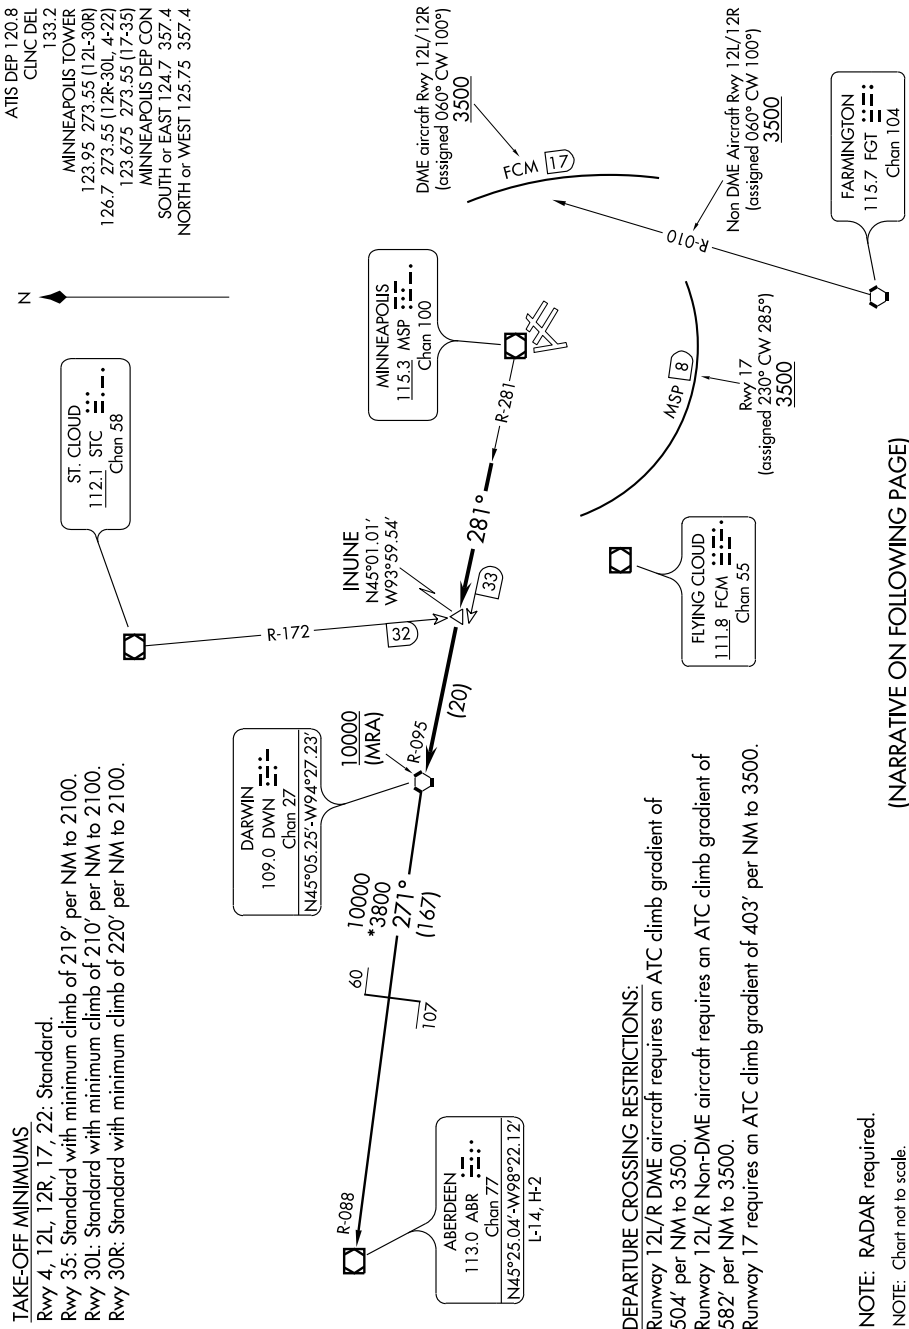 ATIS DEP 120.8
CLNC DEL
133.2
MINNEAPOLIS TOWER
123.95 273.55 (12L-30R)
126.7 273.55 (12R-30L, 4-22)
123.675 273.55 (17-35)
MINNEAPOLIS DEP CON
SOUTH or EAST 124.7 357.4
NORTH or WEST 125.75 357.4
TAKE-OFF MINIMUMS
Rwy 4, 12L, 12R, 17, 22: Standard.
Rwy 35: Standard with minimum climb of 219' per NM to 2100.
Rwy 30L: Standard with minimum climb of 210' per NM to 2100.
Rwy 30R: Standard with minimum climb of 220' per NM to 2100.
N
ST. CLOUD
112.1 STC
Chan 58
R-172
32
INUNE
N45°01.01'
W93°59.54'
33
MINNEAPOLIS
115.3 MSP
Chan 100
R-281
281°
(20)
DARWIN
109.0 DWN
Chan 27
N45°05.25'-W94°27.23'
10000
(MRA)
R-095
10000
*3800
271°
(167)
60
107
R-088
ABERDEEN
113.0 ABR
Chan 77
N45°25.04'-W98°22.12'
L-14, H-2
DME aircraft Rwy 12L/12R
(assigned 060° CW 100°)
3500
FCM 17
Non DME Aircraft Rwy 12L/12R
(assigned 060° CW 100°)
3500
R-010
FARMINGTON
115.7 FGT
Chan 104
MSP 8
Rwy 17
(assigned 230° CW 285°)
3500
FLYING CLOUD
111.8 FCM
Chan 55
DEPARTURE CROSSING RESTRICTIONS:
Runway 12L/R DME aircraft requires an ATC climb gradient of
504' per NM to 3500.
Runway 12L/R Non-DME aircraft requires an ATC climb gradient of
582' per NM to 3500.
Runway 17 requires an ATC climb gradient of 403' per NM to 3500.
NOTE: RADAR required.
NOTE: Chart not to scale.
(NARRATIVE ON FOLLOWING PAGE)